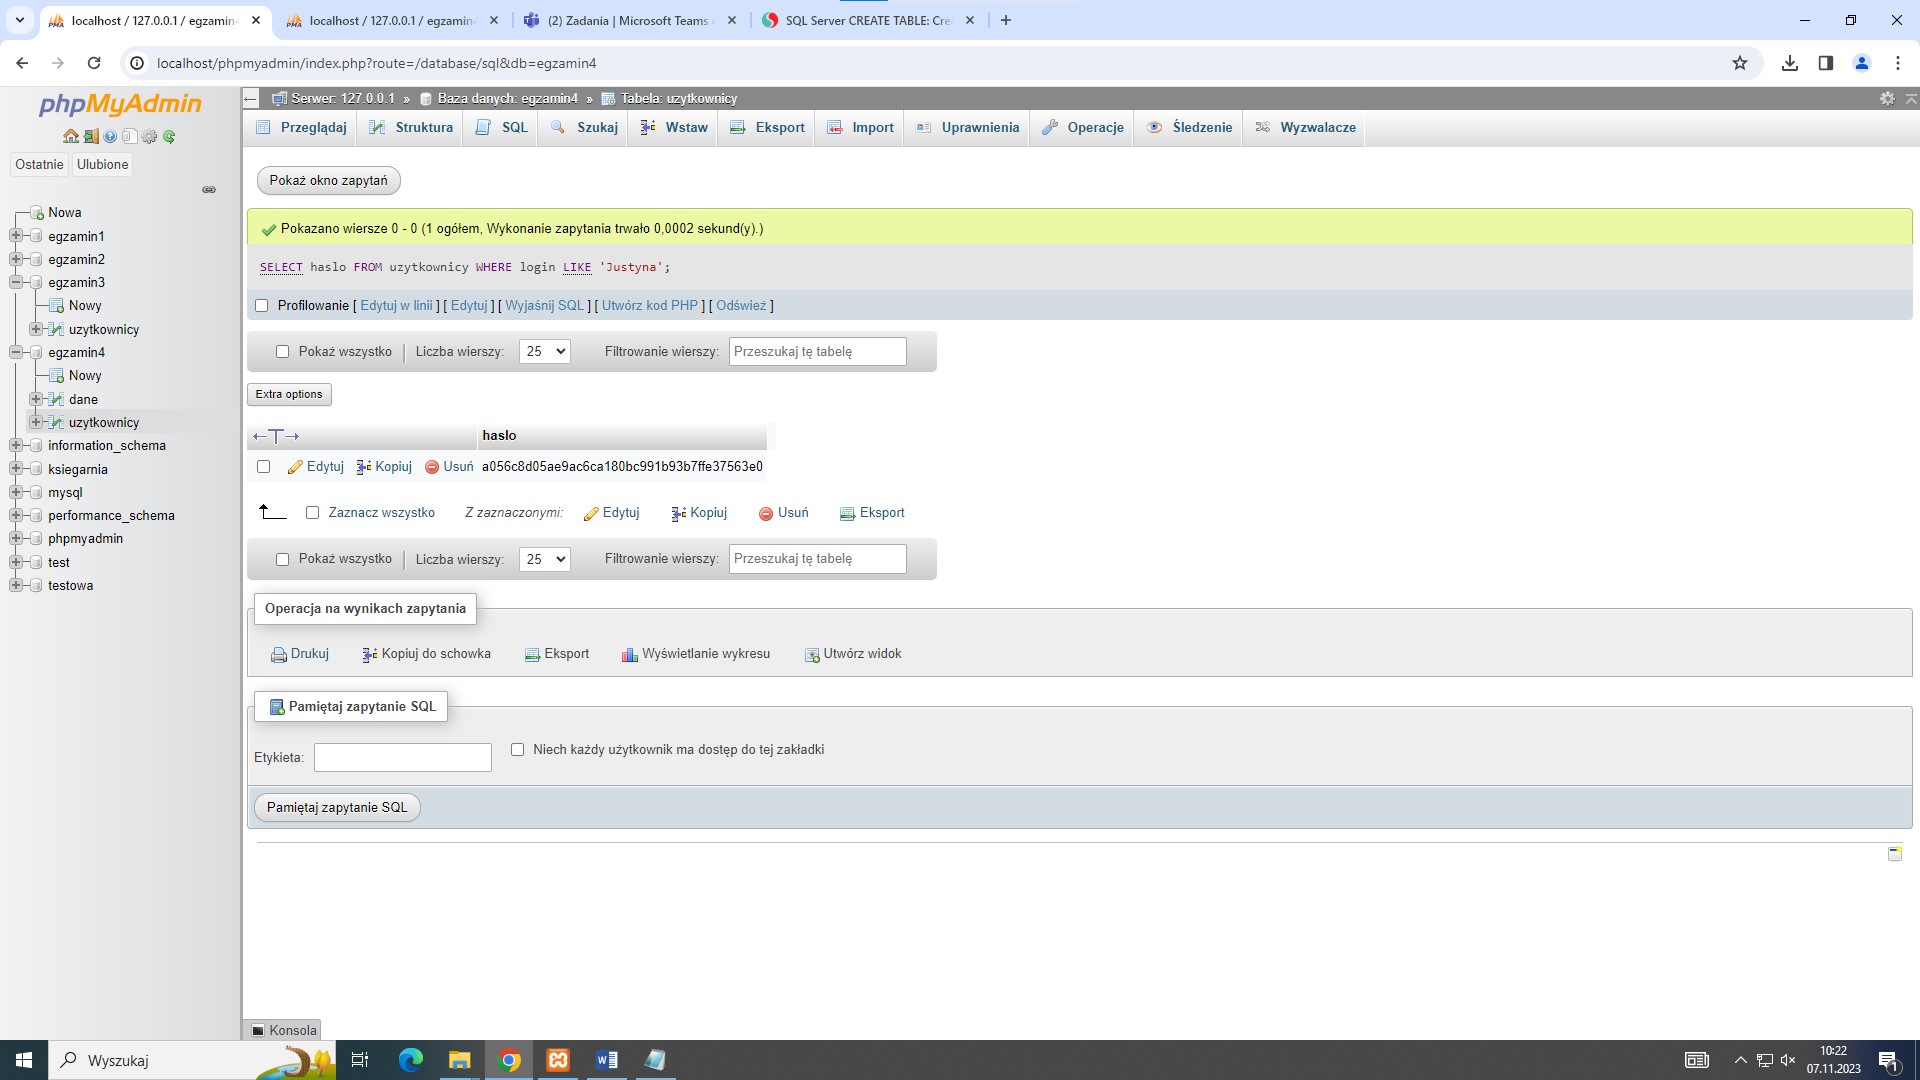 localhost / 127.0.0.1 / egzamin4
localhost / 127.0.0.1 / egzamin4
(2) Zadania | Microsoft Teams
SQL Server CREATE TABLE: Cre
localhost/phpmyadmin/index.php?route=/database/sql&db=egzamin4
phpMyAdmin
Ostatnie
Ulubione
Nowa
egzamin1
egzamin2
egzamin3
Nowy
uzytkownicy
egzamin4
Nowy
dane
uzytkownicy
information_schema
ksiegarnia
mysql
performance_schema
phpmyadmin
test
testowa
Serwer: 127.0.0.1 » Baza danych: egzamin4 » Tabela: uzytkownicy
Przeglądaj Struktura SQL Szukaj Wstaw Eksport Import Uprawnienia Operacje Śledzenie Wyzwalacze
Pokaż okno zapytań
Pokazano wiersze 0 - 0 (1 ogółem, Wykonanie zapytania trwało 0,0002 sekund(y).)
SELECT haslo FROM uzytkownicy WHERE login LIKE 'Justyna';
Profilowanie [ Edytuj w linii ] [ Edytuj ] [ Wyjaśnij SQL ] [ Utwórz kod PHP ] [ Odśwież ]
Pokaż wszystko Liczba wierszy: 25 Filtrowanie wierszy: Przeszukaj tę tabelę
Extra options
←T→ haslo
Edytuj Kopiuj Usuń a056c8d05ae9ac6ca180bc991b93b7ffe37563e0
Zaznacz wszystko Z zaznaczonymi: Edytuj Kopiuj Usuń Eksport
Pokaż wszystko Liczba wierszy: 25 Filtrowanie wierszy: Przeszukaj tę tabelę
Operacja na wynikach zapytania
Drukuj Kopiuj do schowka Eksport Wyświetlanie wykresu Utwórz widok
Pamiętaj zapytanie SQL
Etykieta: Niech każdy użytkownik ma dostęp do tej zakładki
Pamiętaj zapytanie SQL
Konsola
Wyszukaj
10:22
07.11.2023
1